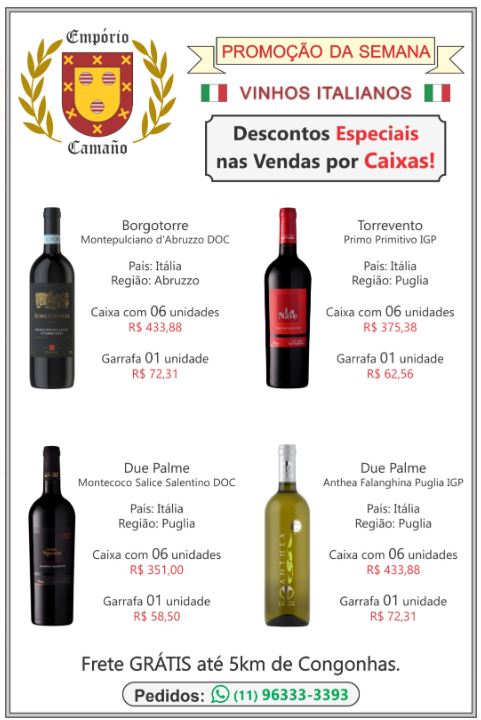 Empório
Camaño
PROMOÇÃO DA SEMANA
VINHOS ITALIANOS
Descontos Especiais
nas Vendas por Caixas!
Borgotorre
Montepulciano d'Abruzzo DOC
País: Itália
Região: Abruzzo
Caixa com 06 unidades
R$ 433,88
Garrafa 01 unidade
R$ 72,31
Torrevento
Primo Primitivo IGP
País: Itália
Região: Puglia
Caixa com 06 unidades
R$ 375,38
Garrafa 01 unidade
R$ 62,56
La
Nave
Due Palme
Montecoco Salice Salentino DOC
País: Itália
Região: Puglia
Caixa com 06 unidades
R$ 351,00
Garrafa 01 unidade
R$ 58,50
Due Palme
Anthea Falanghina Puglia IGP
País: Itália
Região: Puglia
Caixa com 06 unidades
R$ 433,88
Garrafa 01 unidade
R$ 72,31
ANTHEA
Frete GRÁTIS até 5km de Congonhas.
Pedidos: (11) 96333-3393